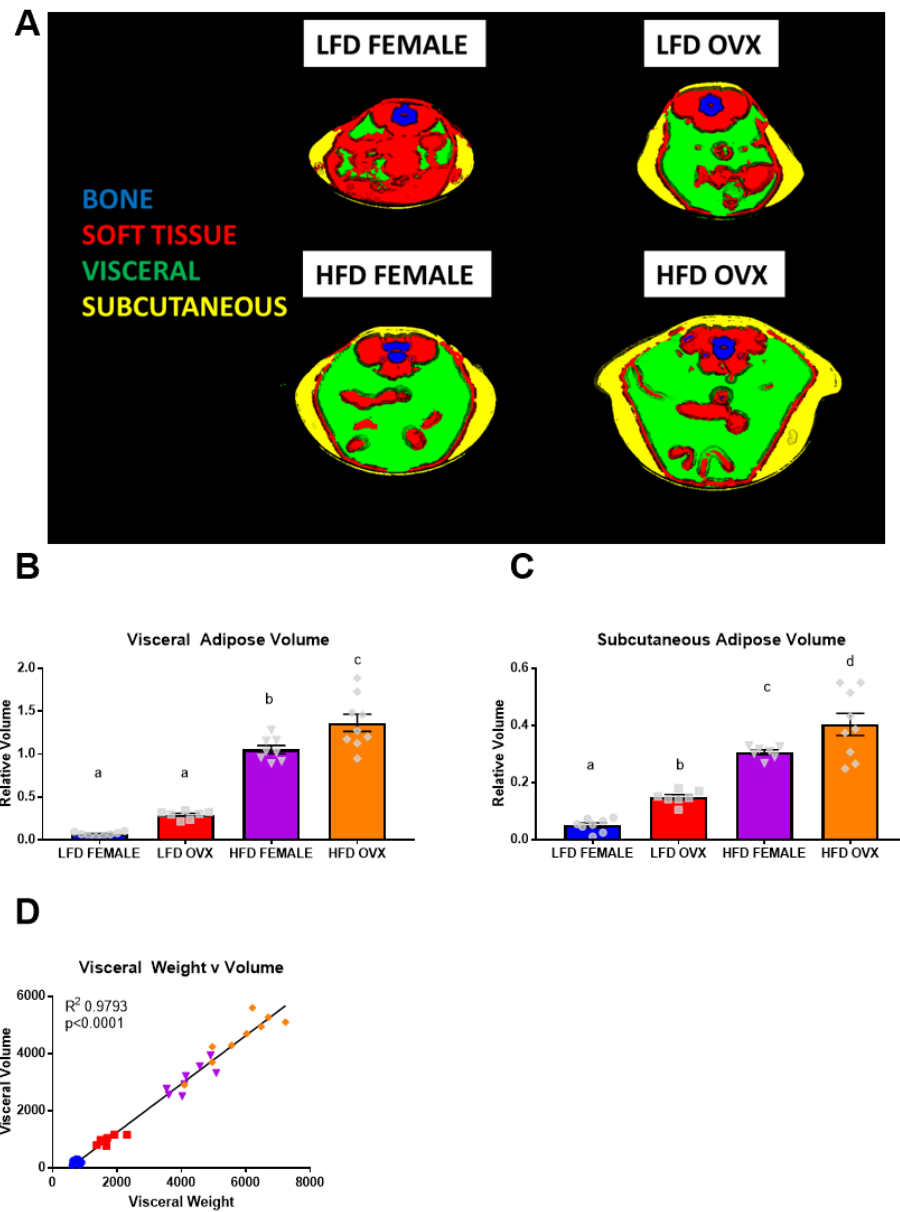 A
LFD FEMALE
LFD OVX
BONE
SOFT TISSUE
VISCERAL
SUBCUTANEOUS
HFD FEMALE
HFD OVX
B
Visceral Adipose Volume
Relative Volume
2.0
1.5
1.0
0.5
0.0
a
a
b
c
LFD FEMALE
LFD OVX
HFD FEMALE
HFD OVX
C
Subcutaneous Adipose Volume
Relative Volume
0.6
0.4
0.2
0.0
a
b
c
d
LFD FEMALE
LFD OVX
HFD FEMALE
HFD OVX
D
Visceral Weight v Volume
R² 0.9793
p<0.0001
Visceral Volume
6000
4000
2000
0
0
2000
4000
6000
8000
Visceral Weight